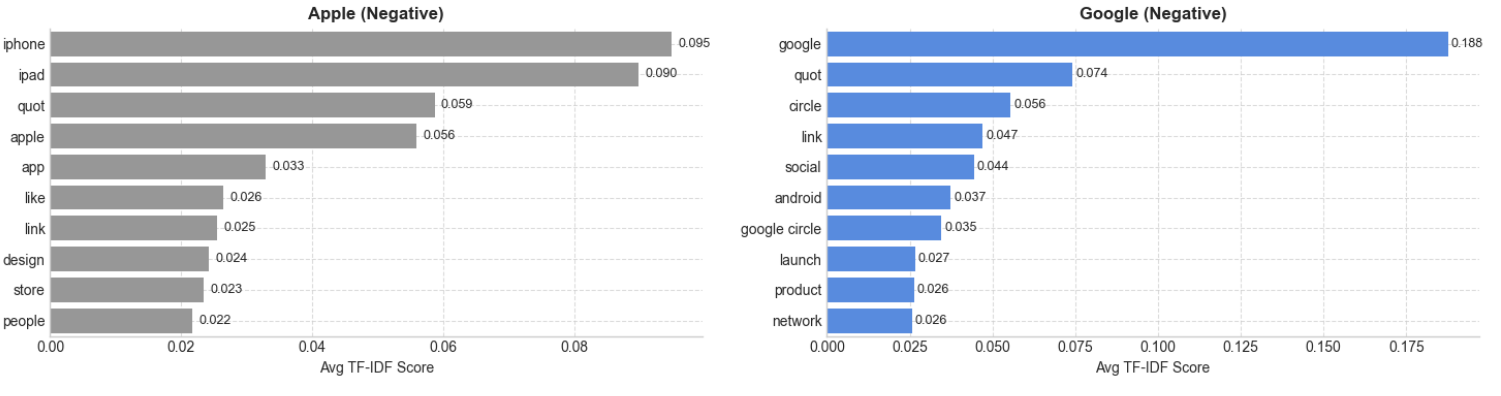 Apple (Negative)
iphone 0.095
ipad 0.090
quot 0.059
apple 0.056
app 0.033
like 0.026
link 0.025
design 0.024
store 0.023
people 0.022
0.00 0.02 0.04 0.06 0.08
Avg TF-IDF Score
Google (Negative)
google 0.188
quot 0.074
circle 0.056
link 0.047
social 0.044
android 0.037
google circle 0.035
launch 0.027
product 0.026
network 0.026
0.000 0.025 0.050 0.075 0.100 0.125 0.150 0.175
Avg TF-IDF Score